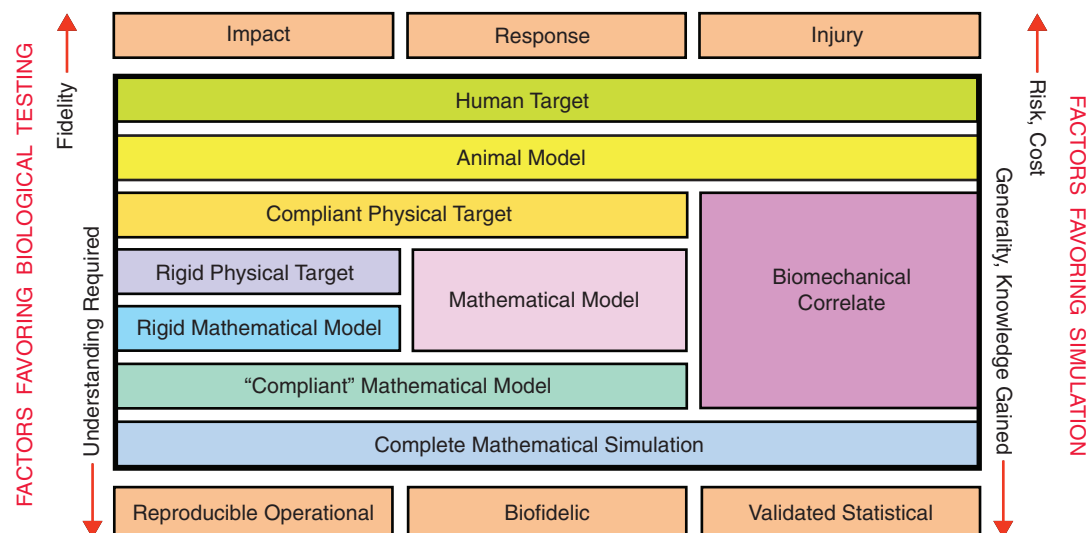 Impact
Response
Injury
Human Target
Animal Model
Compliant Physical Target
Rigid Physical Target
Mathematical Model
Biomechanical
Correlate
Rigid Mathematical Model
“Compliant” Mathematical Model
Complete Mathematical Simulation
Reproducible Operational
Biofidelic
Validated Statistical
FACTORS FAVORING BIOLOGICAL TESTING
Fidelity
Understanding Required
Risk, Cost
Generality, Knowledge Gained
FACTORS FAVORING SIMULATION